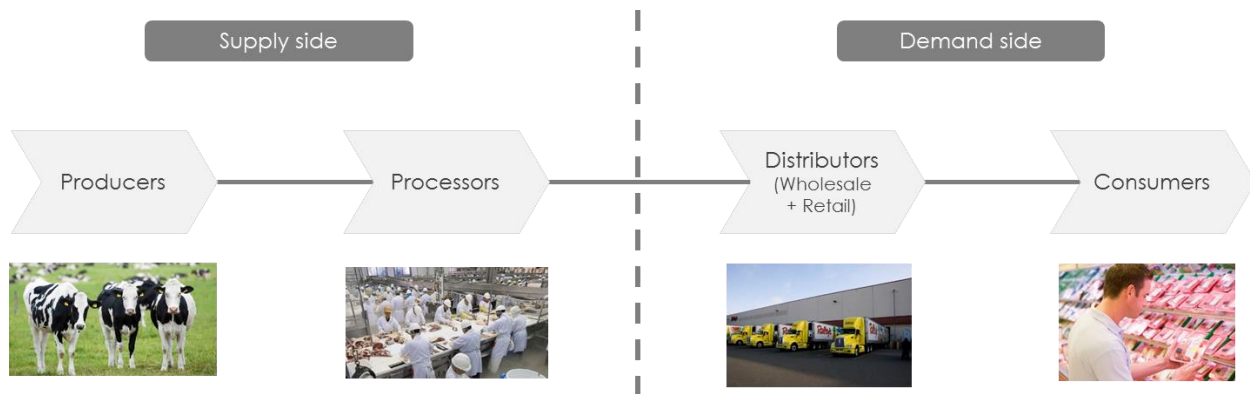 Supply side
Demand side
Producers
Processors
Distributors
(Wholesale
+ Retail)
Consumers